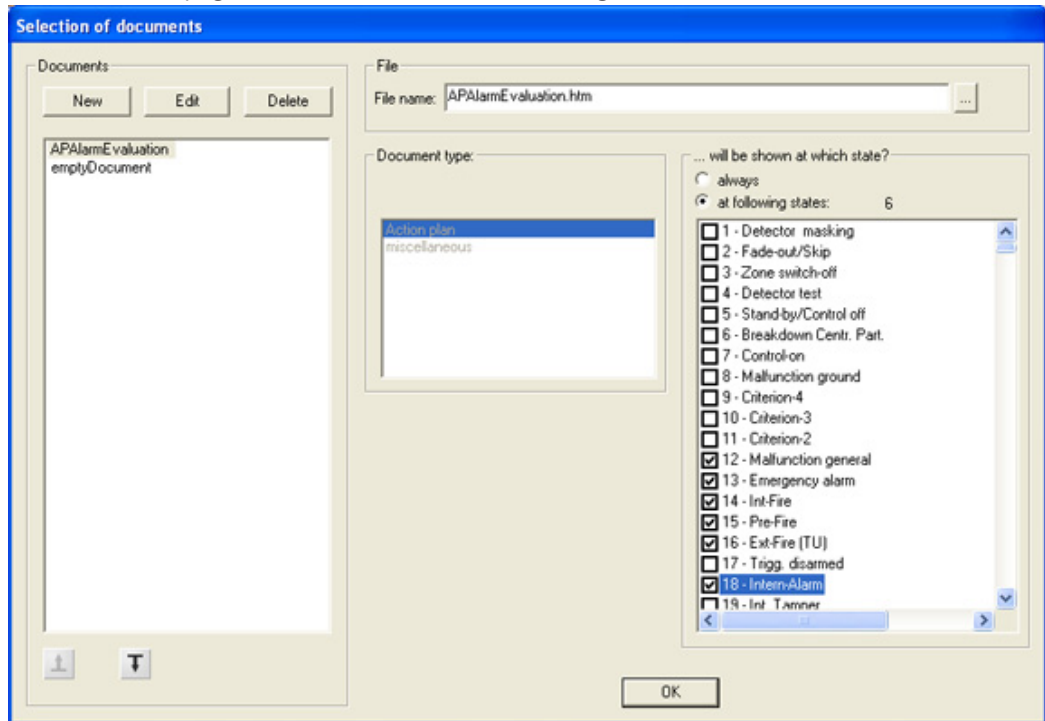 Selection of documents
Documents
New Edit Delete
APAlarmEvaluation
emptyDocument
File
File name: APAlarmEvaluation.htm ...
Document type:
Action plan
miscellaneous
... will be shown at which state?
always
at following states: 6
1 - Detector masking
2 - Fade-out/Skip
3 - Zone switch-off
4 - Detector test
5 - Stand-by/Control off
6 - Breakdown Centr. Part.
7 - Control-on
8 - Malfunction ground
9 - Criterion-4
10 - Criterion-3
11 - Criterion-2
12 - Malfunction general
13 - Emergency alarm
14 - Int-Fire
15 - Pre-Fire
16 - Ext-Fire (TU)
17 - Trigg. disarmed
18 - Intern-Alarm
19 - Int. Tamper
OK